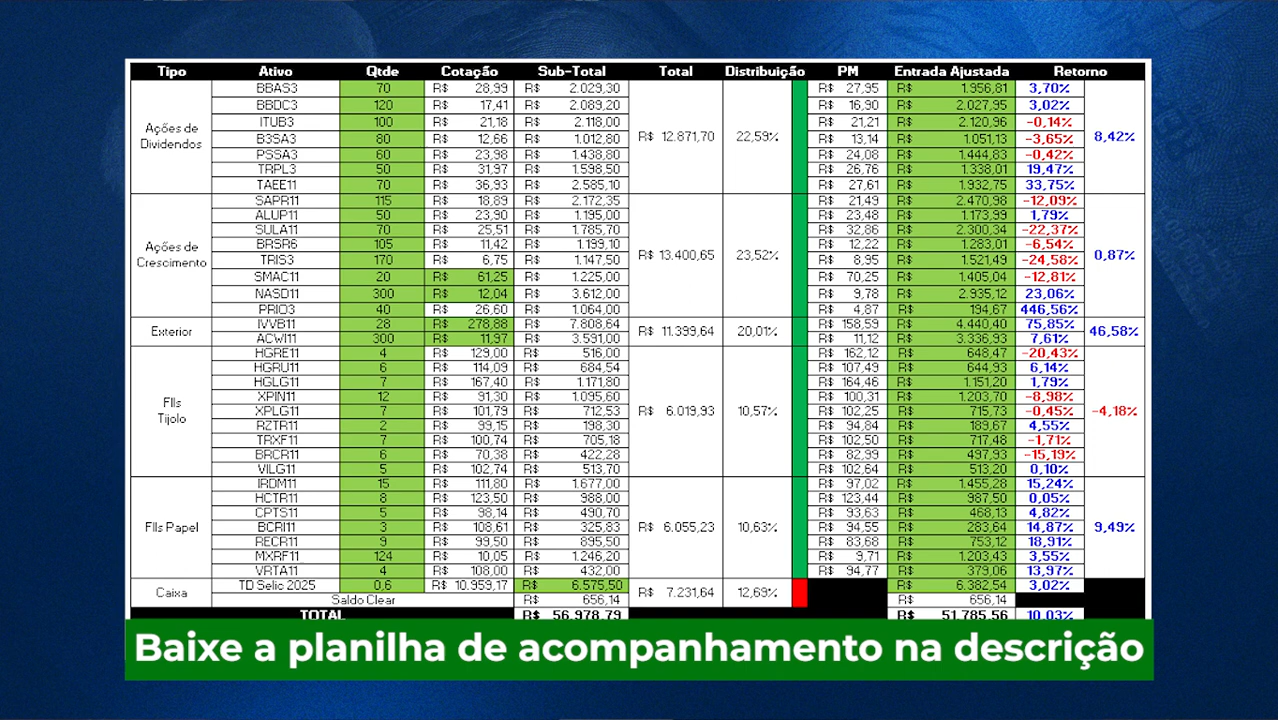 Tipo Ativo Qtde Cotação Sub-Total Total Distribuição PM Entrada Ajustada Retorno
BBAS3 70 R$ 28,99 R$ 2.029,30 R$ 27,95 R$ 1.956,81 3,70%
BBDC3 120 R$ 17,41 R$ 2.089,20 R$ 16,90 R$ 2.027,95 3,02%
ITUB3 100 R$ 21,18 R$ 2.118,00 R$ 21,21 R$ 2.120,96 -0,14%
Ações de Dividendos B3SA3 80 R$ 12,66 R$ 1.012,80 R$ 12.871,70 22,59% R$ 13,14 R$ 1.051,13 -3,65% 8,42%
PSSA3 60 R$ 23,98 R$ 1.438,80 R$ 24,08 R$ 1.444,83 -0,42%
TRPL3 50 R$ 31,97 R$ 1.598,50 R$ 26,76 R$ 1.338,01 19,47%
TAEE11 70 R$ 36,93 R$ 2.585,10 R$ 27,61 R$ 1.932,75 33,75%
SAPR11 115 R$ 18,89 R$ 2.172,35 R$ 21,49 R$ 2.470,98 -12,09%
ALUP11 50 R$ 23,90 R$ 1.195,00 R$ 23,48 R$ 1.173,99 1,79%
SULA11 70 R$ 25,51 R$ 1.785,70 R$ 32,86 R$ 2.300,34 -22,37%
BRSR6 105 R$ 11,42 R$ 1.199,10 R$ 12,22 R$ 1.283,01 -6,54%
Ações de Crescimento TRIS3 170 R$ 6,75 R$ 1.147,50 R$ 13.400,65 23,52% R$ 8,95 R$ 1.521,49 -24,58% 0,87%
SMAC11 20 R$ 61,25 R$ 1.225,00 R$ 70,25 R$ 1.405,04 -12,81%
NASD11 300 R$ 12,04 R$ 3.612,00 R$ 9,78 R$ 2.935,12 23,06%
PRIO3 40 R$ 26,60 R$ 1.064,00 R$ 4,87 R$ 194,67 446,56%
Exterior IVVB11 28 R$ 278,88 R$ 7.808,64 R$ 11.399,64 20,01% R$ 158,59 R$ 4.440,40 75,85% 46,58%
ACWI11 300 R$ 11,97 R$ 3.591,00 R$ 11,12 R$ 3.336,93 7,61%
HGRE11 4 R$ 129,00 R$ 516,00 R$ 162,12 R$ 648,47 -20,43%
HGRU11 6 R$ 114,09 R$ 684,54 R$ 107,49 R$ 644,93 6,14%
HGLG11 7 R$ 167,40 R$ 1.171,80 R$ 164,46 R$ 1.151,20 1,79%
XPIN11 12 R$ 91,30 R$ 1.095,60 R$ 100,31 R$ 1.203,70 -8,98%
FIIs Tijolo XPLG11 7 R$ 101,79 R$ 712,53 R$ 6.019,93 10,57% R$ 102,25 R$ 715,73 -0,45% -4,18%
RZTR11 2 R$ 99,15 R$ 198,30 R$ 94,84 R$ 189,67 4,55%
TRXF11 7 R$ 100,74 R$ 705,18 R$ 102,50 R$ 717,48 -1,71%
BRCR11 6 R$ 70,38 R$ 422,28 R$ 82,99 R$ 497,93 -15,19%
VILG11 5 R$ 102,74 R$ 513,70 R$ 102,64 R$ 513,20 0,10%
IRDM11 15 R$ 111,80 R$ 1.677,00 R$ 97,02 R$ 1.455,28 15,24%
HCTR11 8 R$ 123,50 R$ 988,00 R$ 123,44 R$ 987,50 0,05%
CPTS11 5 R$ 98,14 R$ 490,70 R$ 93,63 R$ 468,13 4,82%
FIIs Papel BCRI11 3 R$ 108,61 R$ 325,83 R$ 6.055,23 10,63% R$ 94,55 R$ 283,64 14,87% 9,49%
RECR11 9 R$ 99,50 R$ 895,50 R$ 83,68 R$ 753,12 18,91%
MXRF11 124 R$ 10,05 R$ 1.246,20 R$ 9,71 R$ 1.203,43 3,55%
VRTA11 4 R$ 108,00 R$ 432,00 R$ 94,77 R$ 379,06 13,97%
Caixa TD Selic 2025 0,6 R$ 10.959,17 R$ 6.575,50 R$ 7.231,64 12,69% R$ 6.382,54 3,02%
Saldo Clear R$ 656,14 R$ 656,14
TOTAL R$ 56.978,79 R$ 51.785,56 10,03%
Baixe a planilha de acompanhamento na descrição